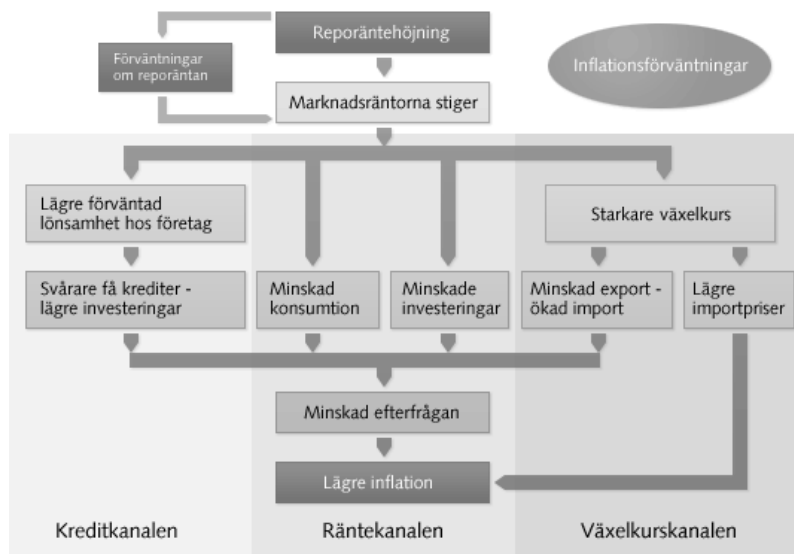 Reporäntehöjning
Förväntningar
om reporäntan
Inflationsförväntningar
Marknadsräntorna stiger
Lägre förväntad
lönsamhet hos företag
Starkare växelkurs
Svårare få krediter -
lägre investeringar
Minskad
konsumtion
Minskade
investeringar
Minskad export -
ökad import
Lägre
importpriser
Minskad efterfrågan
Lägre inflation
Kreditkanalen
Räntekanalen
Växelkurskanalen